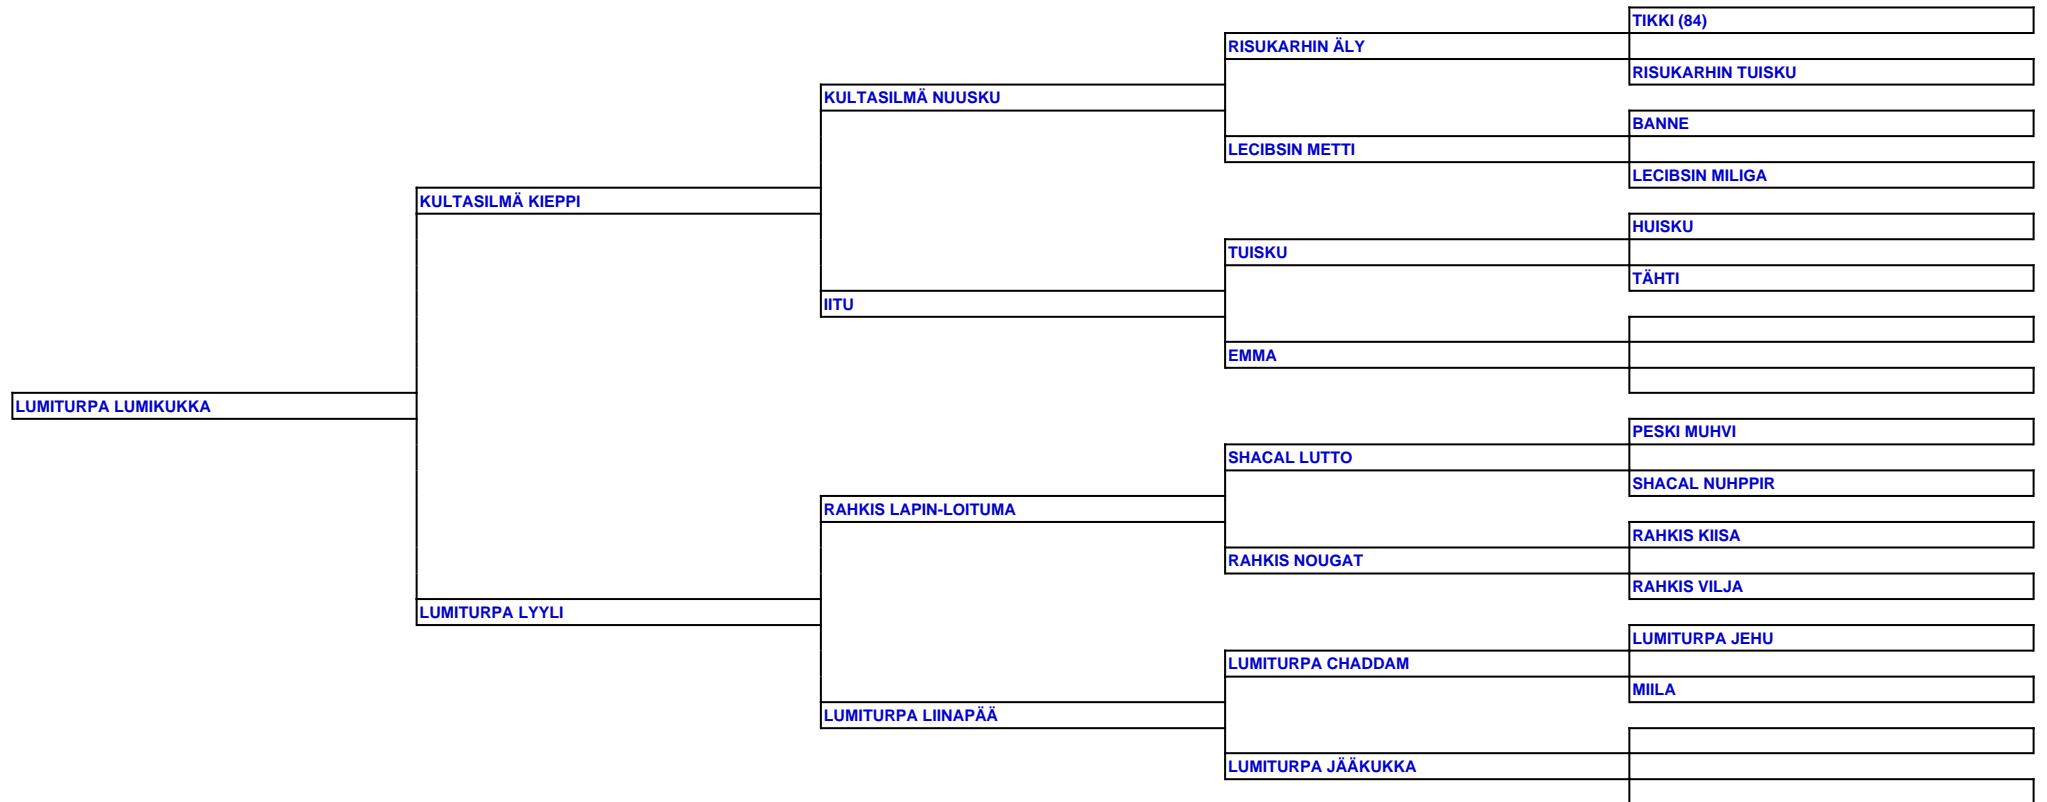 TIKKI (84)
RISUKARHIN ÄLY
RISUKARHIN TUISKU
KULTASILMÄ NUUSKU
BANNE
LECIBSIN METTI
LECIBSIN MILIGA
KULTASILMÄ KIEPPI
HUISKU
TUISKU
TÄHTI
IITU
EMMA
LUMITURPA LUMIKUKKA
PESKI MUHVI
SHACAL LUTTO
SHACAL NUHPPIR
RAHKIS LAPIN-LOITUMA
RAHKIS KIISA
RAHKIS NOUGAT
RAHKIS VILJA
LUMITURPA LYYLI
LUMITURPA JEHU
LUMITURPA CHADDAM
MIILA
LUMITURPA LIINAPÄÄ
LUMITURPA JÄÄKUKKA